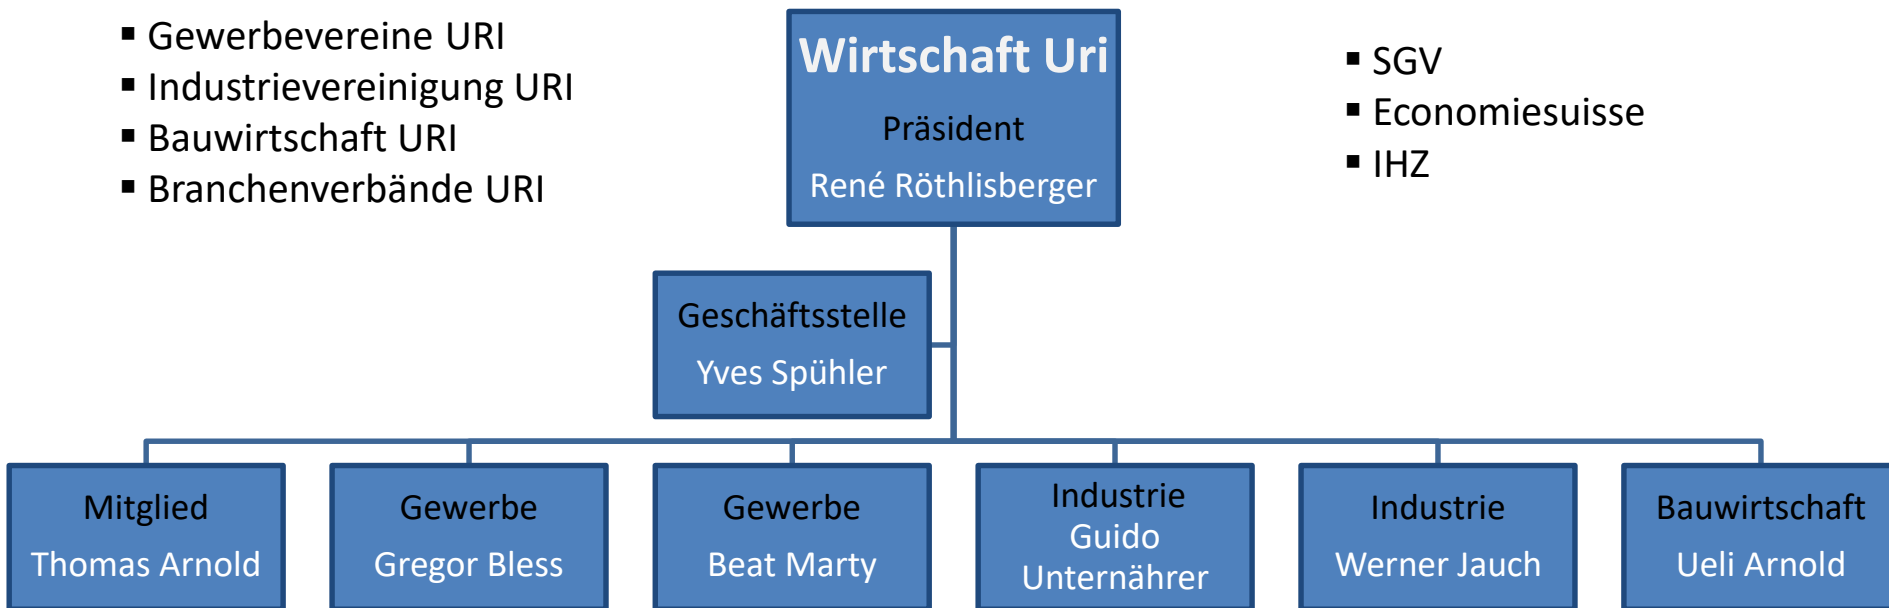 ▪ Gewerbevereine URI
▪ Industrievereinigung URI
▪ Bauwirtschaft URI
▪ Branchenverbände URI
Wirtschaft Uri
Präsident
René Röthlisberger
▪ SGV
▪ Economiesuisse
▪ IHZ
Geschäftsstelle
Yves Spühler
Mitglied
Thomas Arnold
Gewerbe
Gregor Bless
Gewerbe
Beat Marty
Industrie
Guido
Unternährer
Industrie
Werner Jauch
Bauwirtschaft
Ueli Arnold